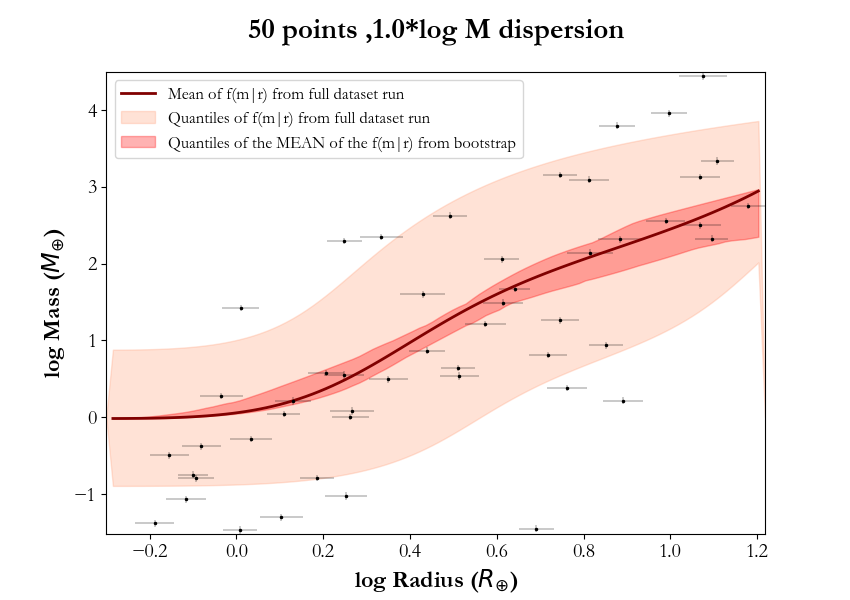 50 points ,1.0*log M dispersion
Mean of f(m|r) from full dataset run
Quantiles of f(m|r) from full dataset run
Quantiles of the MEAN of the f(m|r) from bootstrap
log Mass (M⊕)
4
3
2
1
0
−1
−0.2 0.0 0.2 0.4 0.6 0.8 1.0 1.2
log Radius (R⊕)